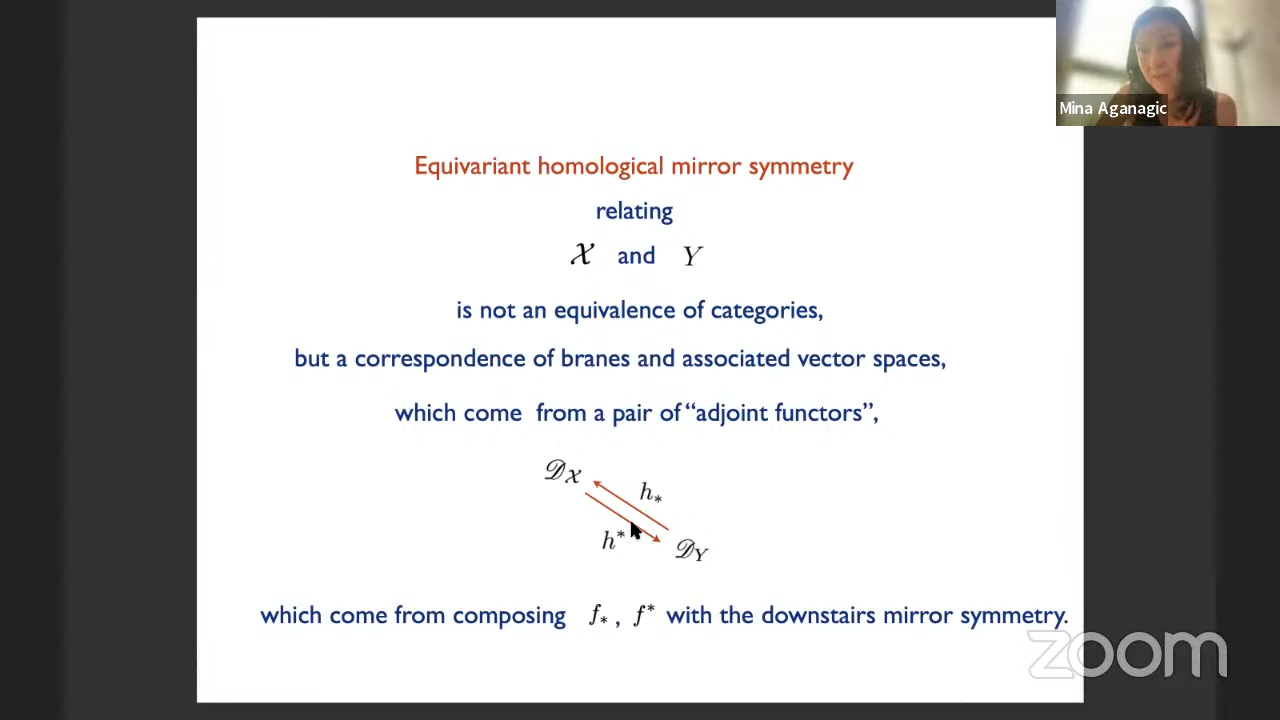 Mina Aganagic
Equivariant homological mirror symmetry
relating
𝒳 and Y
is not an equivalence of categories,
but a correspondence of branes and associated vector spaces,
which come from a pair of “adjoint functors”,
𝒟𝒳
h*
h*
𝒟Y
which come from composing f* , f* with the downstairs mirror symmetry.
zoom